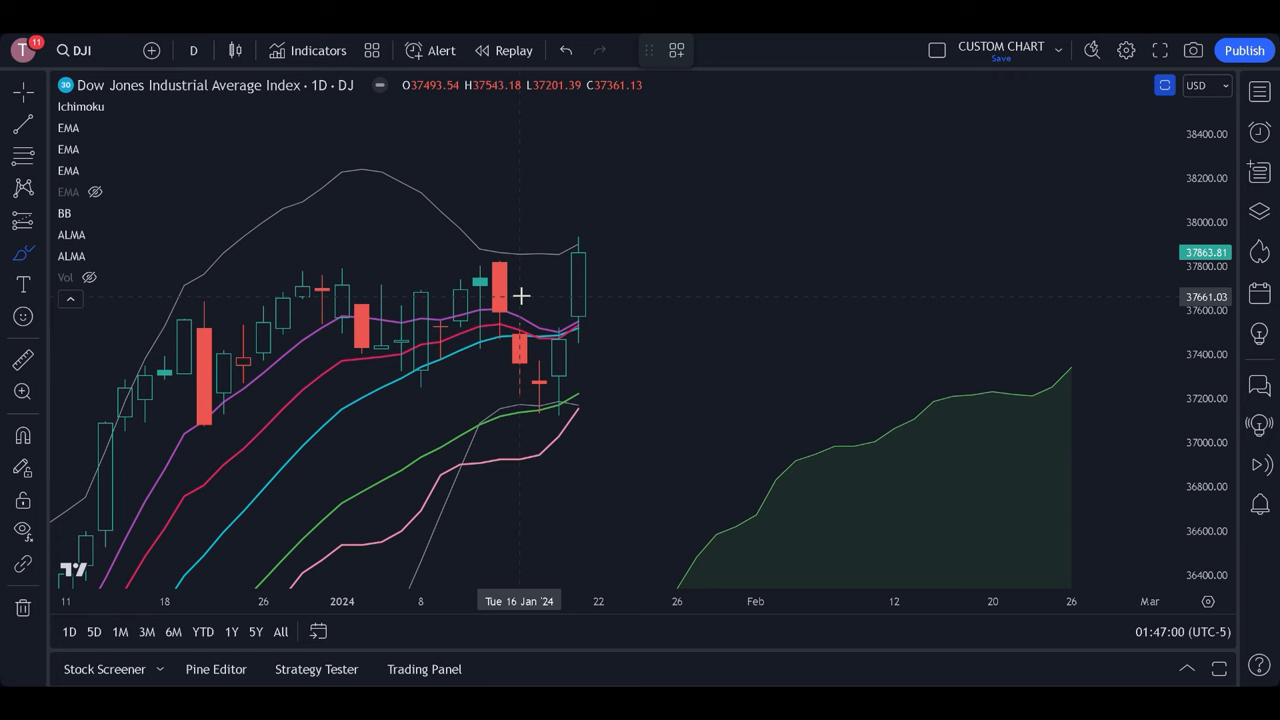 T
11
DJI
D
Indicators
Alert
Replay
CUSTOM CHART
Save
Publish
30
Dow Jones Industrial Average Index · 1D · DJ
O37493.54 H37543.18 L37201.39 C37361.13
USD
Ichimoku
EMA
EMA
EMA
EMA
BB
ALMA
ALMA
Vol
38400.00
38200.00
38000.00
37863.81
37800.00
37661.03
37600.00
37400.00
37200.00
37000.00
36800.00
36600.00
36400.00
11
18
26
2024
8
Tue 16 Jan '24
22
26
Feb
12
20
26
Mar
1D 5D 1M 3M 6M YTD 1Y 5Y All
01:47:00 (UTC-5)
Stock Screener
Pine Editor
Strategy Tester
Trading Panel